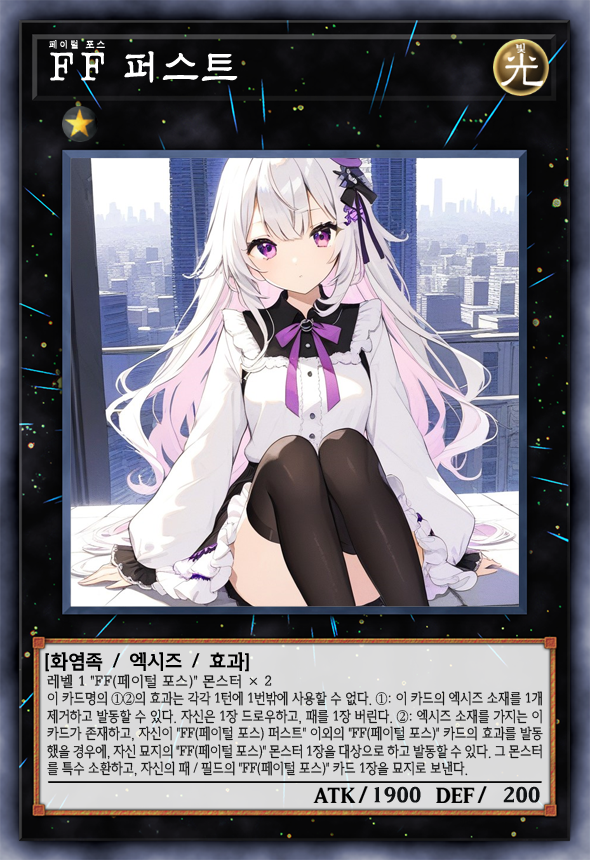 페이털 포스
FF 퍼스트
빛
光
[화염족 / 엑시즈 / 효과]
레벨 1 "FF(페이털 포스)" 몬스터 × 2
이 카드명의 ①②의 효과는 각각 1턴에 1번밖에 사용할 수 없다. ①: 이 카드의 엑시즈 소재를 1개
제거하고 발동할 수 있다. 자신은 1장 드로우하고, 패를 1장 버린다. ②: 엑시즈 소재를 가지는 이
카드가 존재하고, 자신이 "FF(페이털 포스) 퍼스트" 이외의 "FF(페이털 포스)" 카드의 효과를 발동
했을 경우에, 자신 묘지의 "FF(페이털 포스)" 몬스터 1장을 대상으로 하고 발동할 수 있다. 그 몬스터
를 특수 소환하고, 자신의 패 / 필드의 "FF(페이털 포스)" 카드 1장을 묘지로 보낸다.
ATK / 1900 DEF / 200